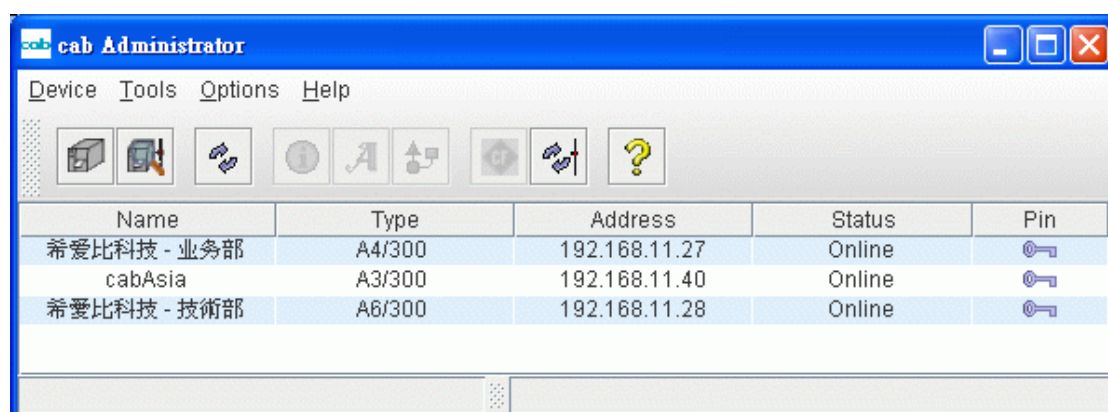 cab cab Administrator
Device Tools Options Help
i A CF ?
Name Type Address Status Pin
希爱比科技 - 业务部 A4/300 192.168.11.27 Online
cabAsia A3/300 192.168.11.40 Online
希愛比科技 - 技術部 A6/300 192.168.11.28 Online